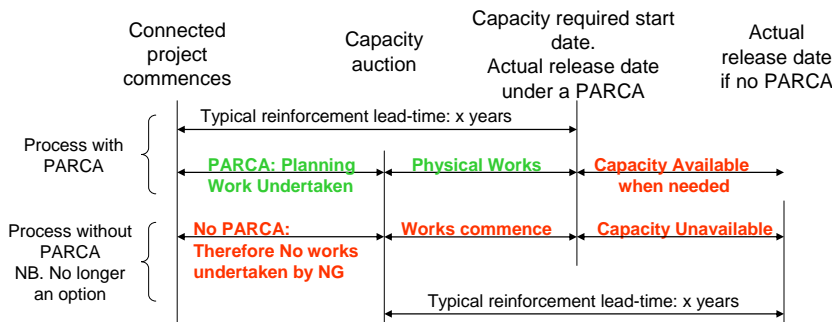 Connected
project
commences
Capacity
auction
Capacity required start
date.
Actual release date
under a PARCA
Actual
release date
if no PARCA
Typical reinforcement lead-time: x years
Process with
PARCA
PARCA: Planning
Work Undertaken
Physical Works
Capacity Available
when needed
Process without
PARCA
NB. No longer
an option
No PARCA:
Therefore No works
undertaken by NG
Works commence
Capacity Unavailable
Typical reinforcement lead-time: x years